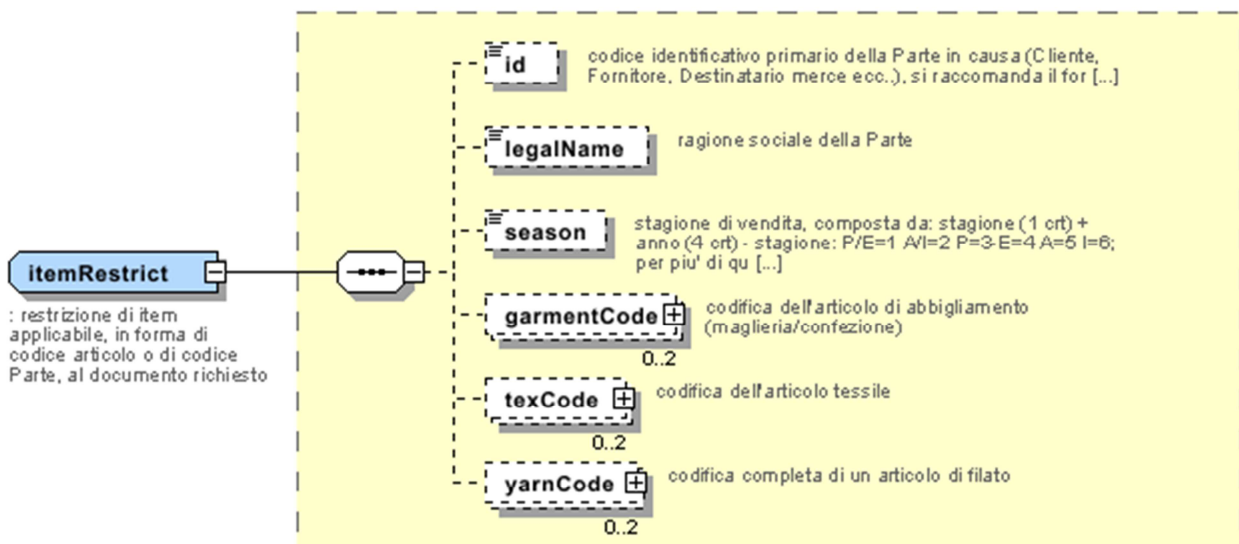 id
codice identificativo primario della Parte in causa (Cliente,
Fornitore, Destinatario merce ecc..), si raccomanda il for [...]
legalName
ragione sociale della Parte
season
stagione di vendita, composta da: stagione (1 crt) +
anno (4 crt) - stagione: P/E=1 A/I=2 P=3 E=4 A=5 I=6;
per piu' di qu [...]
itemRestrict
: restrizione di item
applicabile, in forma di
codice articolo o di codice
Parte, al documento richiesto
garmentCode
codifica dell'articolo di abbigliamento
(maglieria/confezione)
0..2
texCode
codifica dell'articolo tessile
0..2
yarnCode
codifica completa di un articolo di filato
0..2